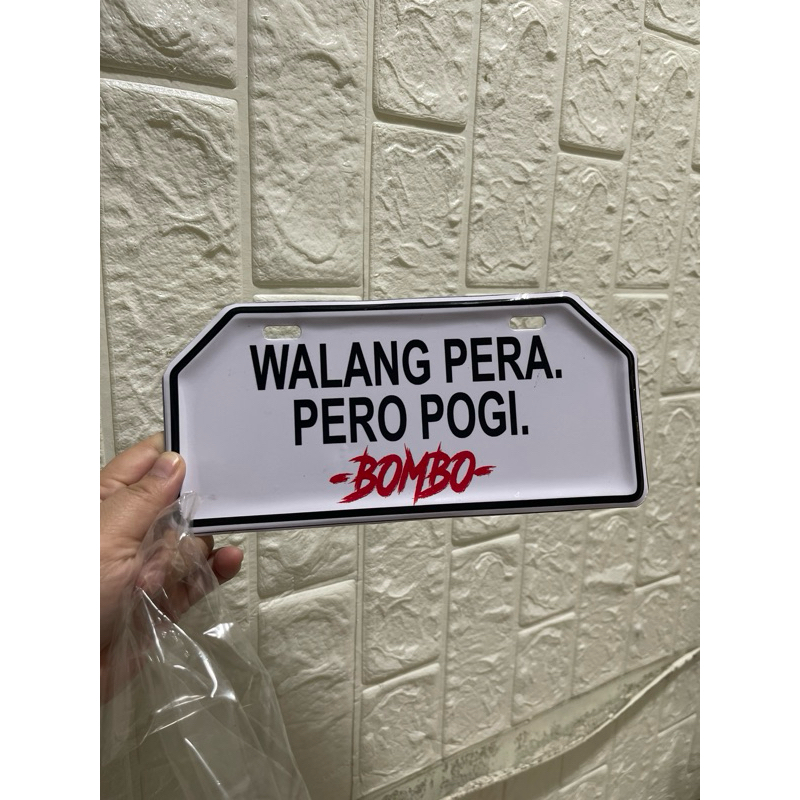 WALANG PERA.
PERO POGI.
-BOMBO-